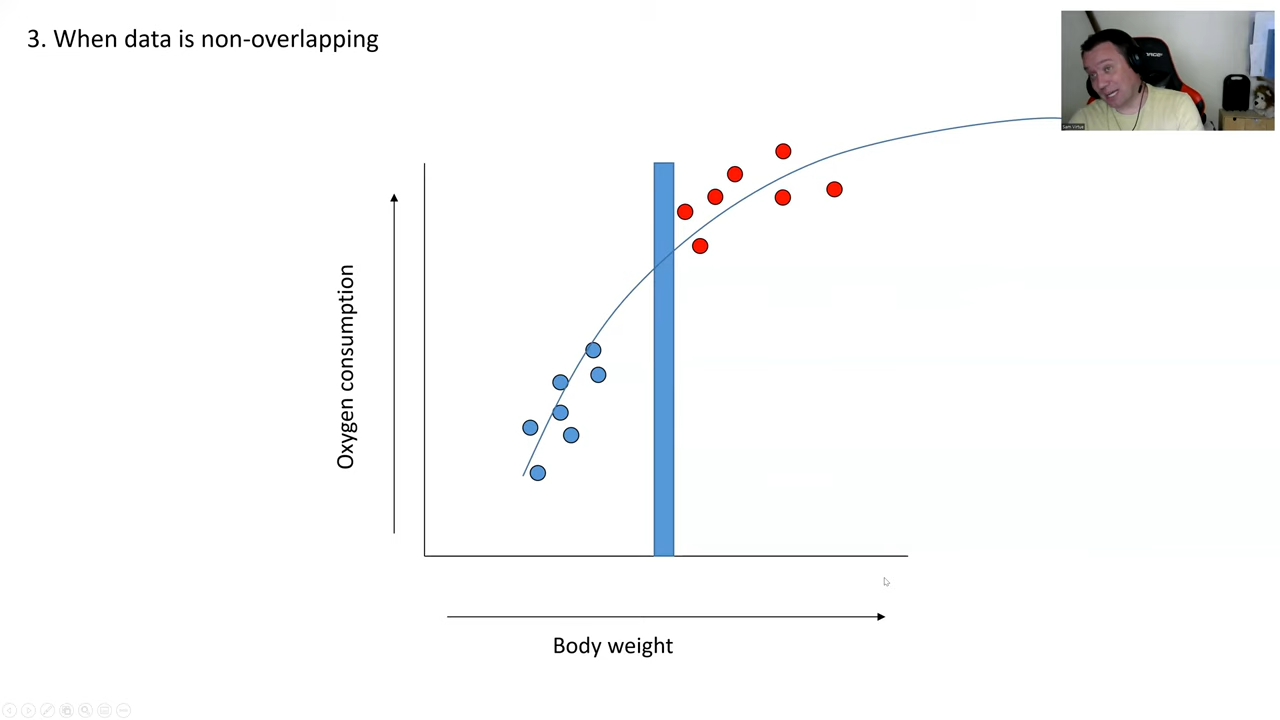 3. When data is non-overlapping
Oxygen consumption
Body weight